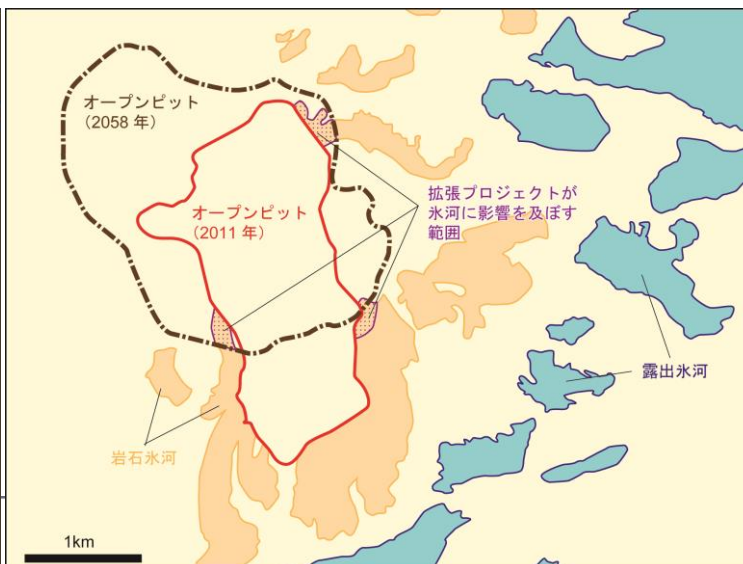 オープンピット
（2058 年）
オープンピット
（2011 年）
拡張プロジェクトが
氷河に影響を及ぼす
範囲
露出氷河
岩石氷河
1km